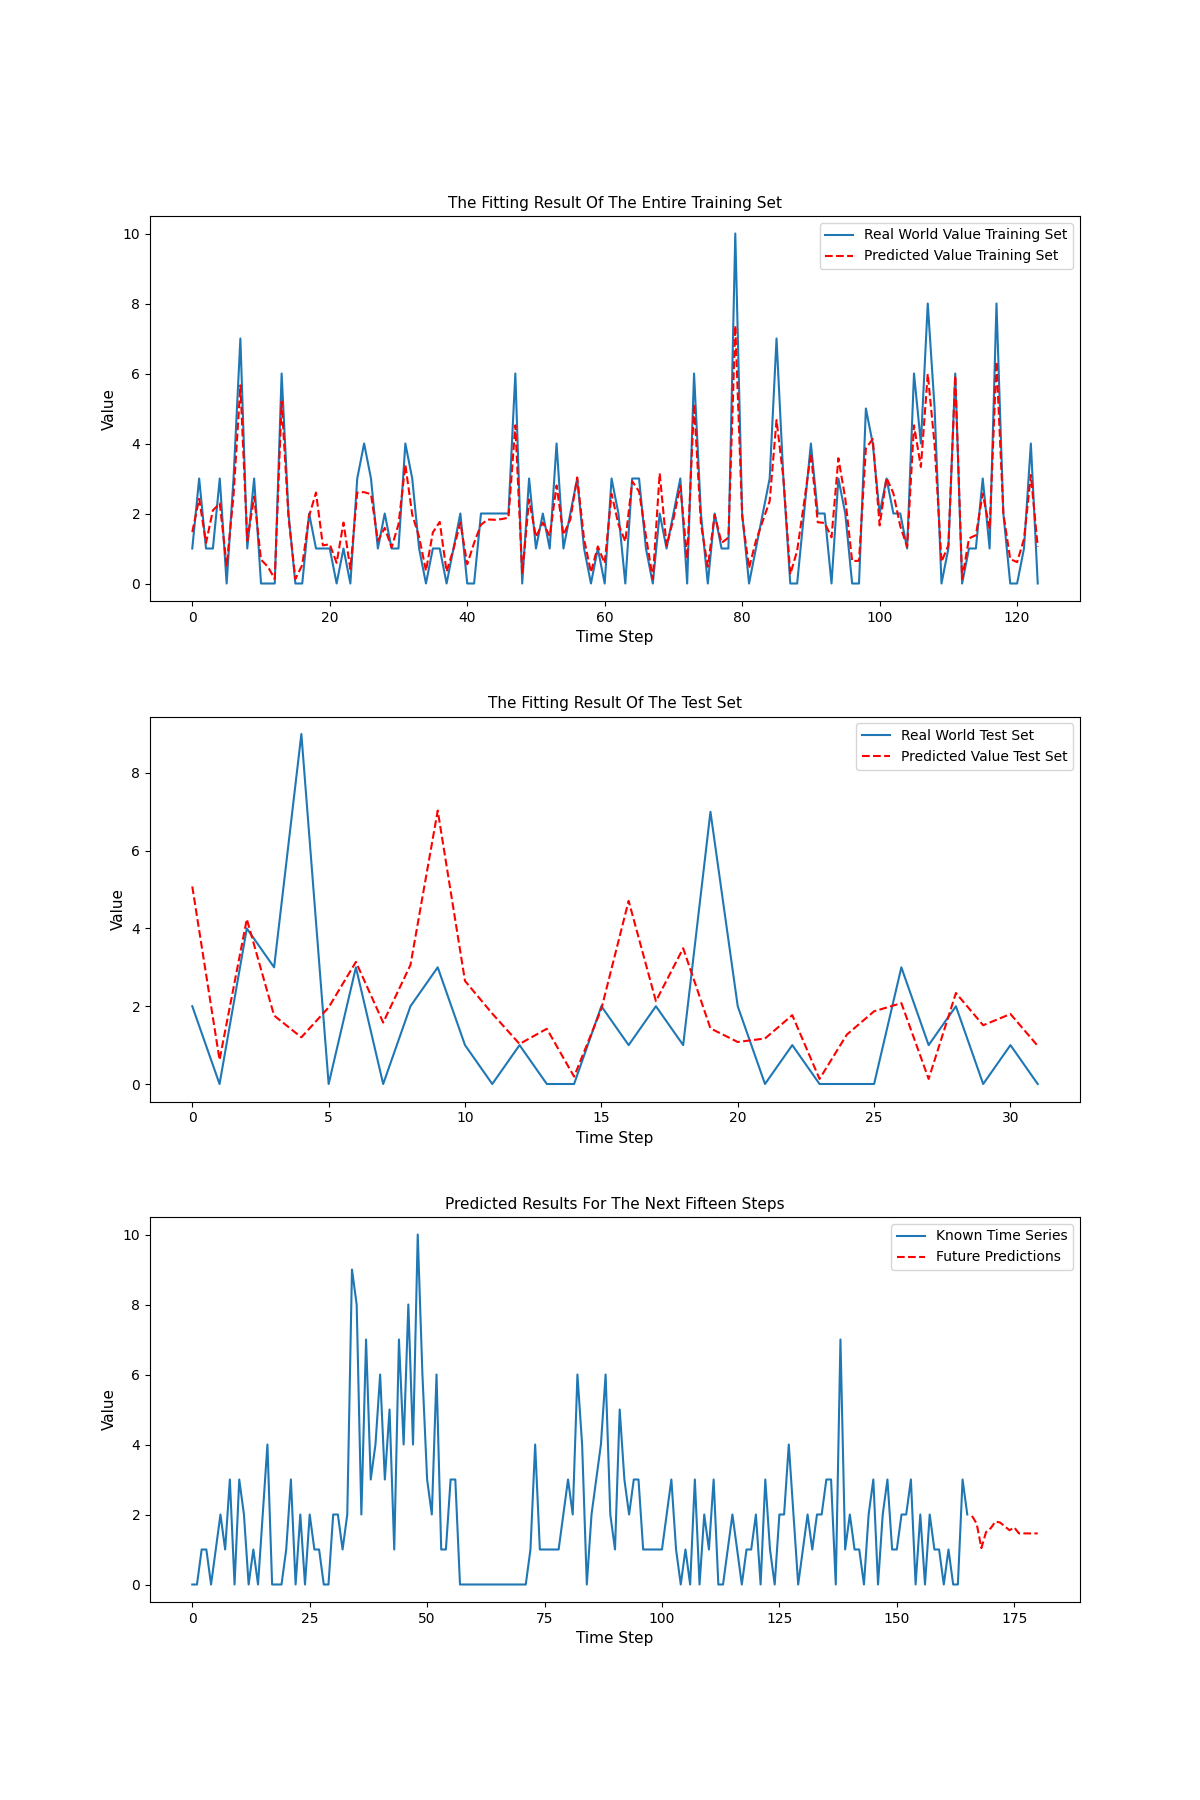 The Fitting Result Of The Entire Training Set
Real World Value Training Set
Predicted Value Training Set
10
8
6
4
2
0
Value
0 20 40 60 80 100 120
Time Step
The Fitting Result Of The Test Set
Real World Test Set
Predicted Value Test Set
8
6
4
2
0
Value
0 5 10 15 20 25 30
Time Step
Predicted Results For The Next Fifteen Steps
Known Time Series
Future Predictions
10
8
6
4
2
0
Value
0 25 50 75 100 125 150 175
Time Step